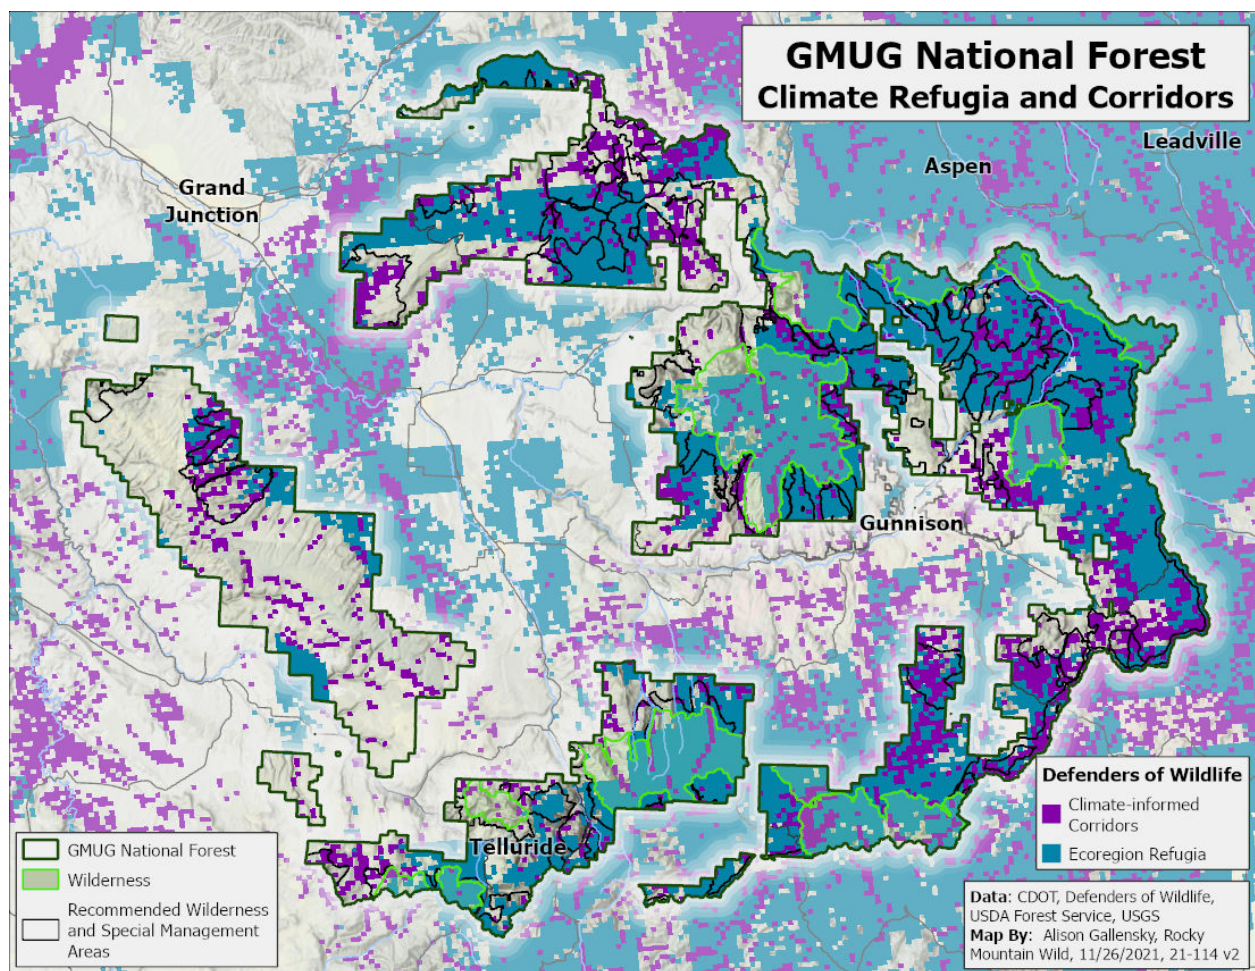 GMUG National Forest
Climate Refugia and Corridors
Leadville
Aspen
Grand
Junction
Gunnison
Telluride
GMUG National Forest
Wilderness
Recommended Wilderness
and Special Management
Areas
Defenders of Wildlife
Climate-informed
Corridors
Ecoregion Refugia
Data: CDOT, Defenders of Wildlife,
USDA Forest Service, USGS
Map By: Alison Gallensky, Rocky
Mountain Wild, 11/26/2021, 21-114 v2